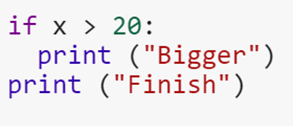 if x > 20:
  print ("Bigger")
print ("Finish")